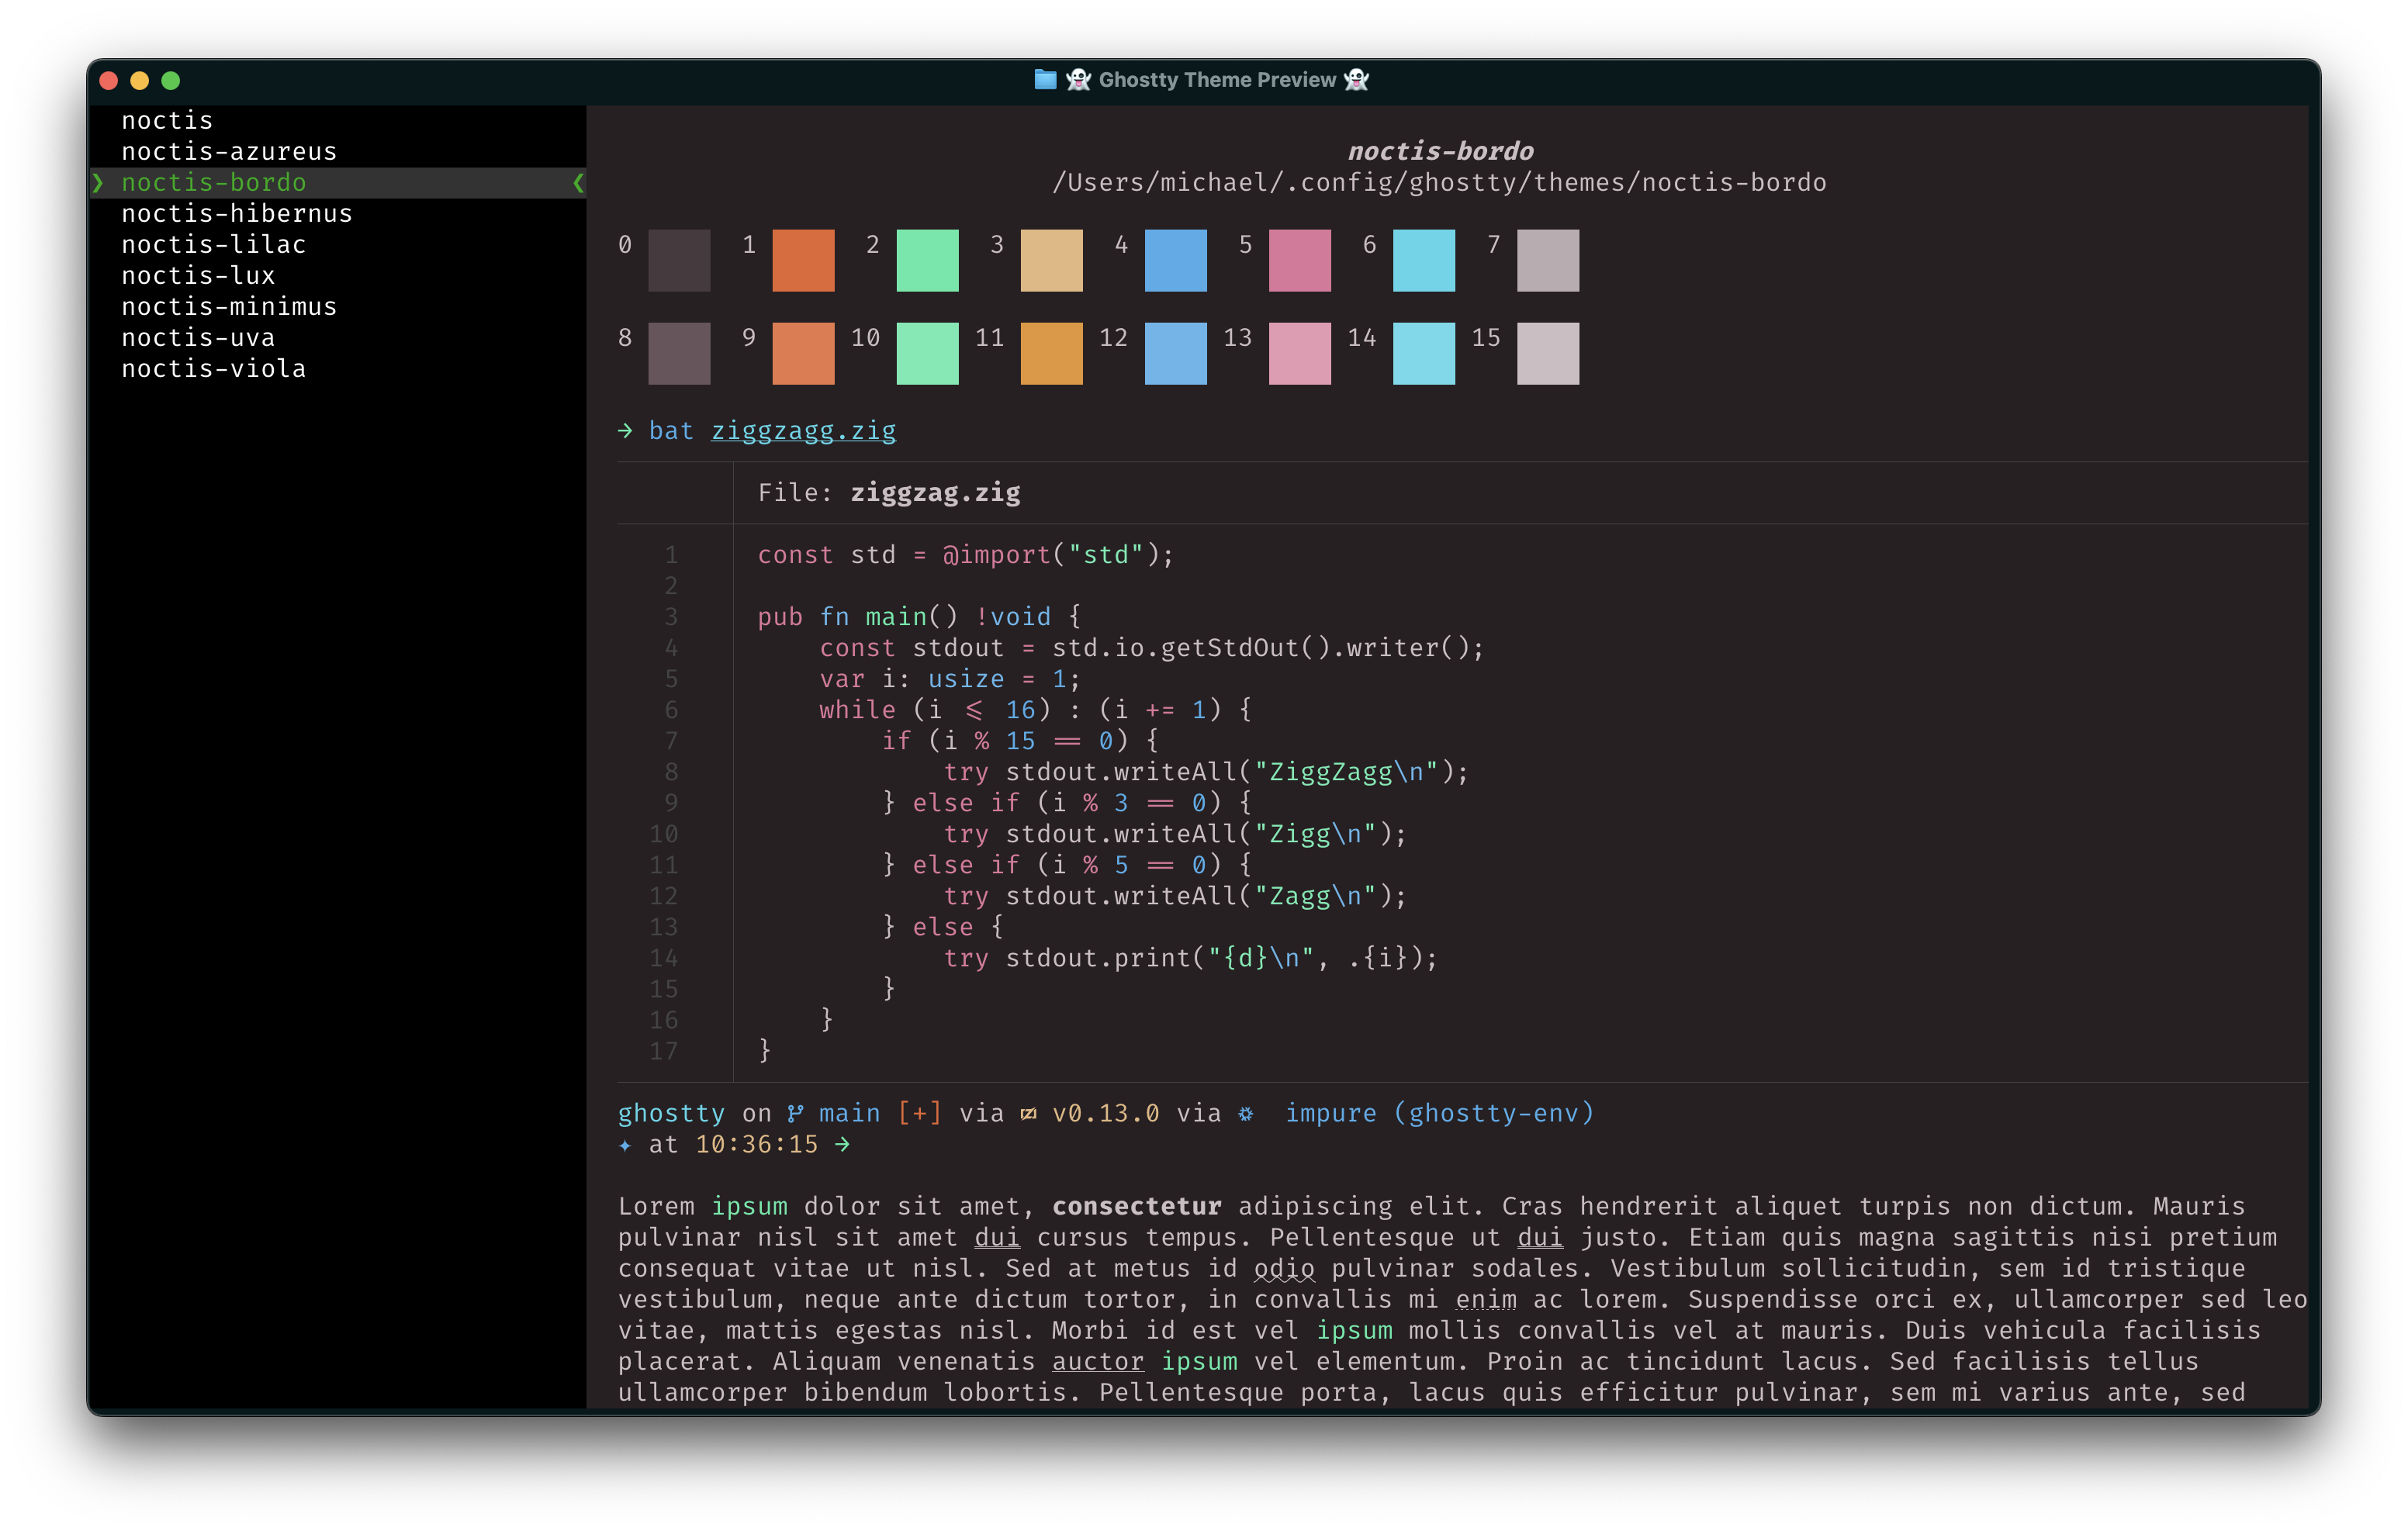 👻 Ghostty Theme Preview 👻
noctis
noctis-azureus
❯ noctis-bordo ❮
noctis-hibernus
noctis-lilac
noctis-lux
noctis-minimus
noctis-uva
noctis-viola
noctis-bordo
/Users/michael/.config/ghostty/themes/noctis-bordo
0 1 2 3 4 5 6 7
8 9 10 11 12 13 14 15
→ bat ziggzagg.zig
File: ziggzag.zig
1 const std = @import("std");
2
3 pub fn main() !void {
4 const stdout = std.io.getStdOut().writer();
5 var i: usize = 1;
6 while (i <= 16) : (i += 1) {
7 if (i % 15 == 0) {
8 try stdout.writeAll("ZiggZagg\n");
9 } else if (i % 3 == 0) {
10 try stdout.writeAll("Zigg\n");
11 } else if (i % 5 == 0) {
12 try stdout.writeAll("Zagg\n");
13 } else {
14 try stdout.print("{d}\n", .{i});
15 }
16 }
17 }
ghostty on main [+] via v0.13.0 via impure (ghostty-env)
✦ at 10:36:15 →
Lorem ipsum dolor sit amet, consectetur adipiscing elit. Cras hendrerit aliquet turpis non dictum. Mauris
pulvinar nisl sit amet dui cursus tempus. Pellentesque ut dui justo. Etiam quis magna sagittis nisi pretium
consequat vitae ut nisl. Sed at metus id odio pulvinar sodales. Vestibulum sollicitudin, sem id tristique
vestibulum, neque ante dictum tortor, in convallis mi enim ac lorem. Suspendisse orci ex, ullamcorper sed leo
vitae, mattis egestas nisl. Morbi id est vel ipsum mollis convallis vel at mauris. Duis vehicula facilisis
placerat. Aliquam venenatis auctor ipsum vel elementum. Proin ac tincidunt lacus. Sed facilisis tellus
ullamcorper bibendum lobortis. Pellentesque porta, lacus quis efficitur pulvinar, sem mi varius ante, sed